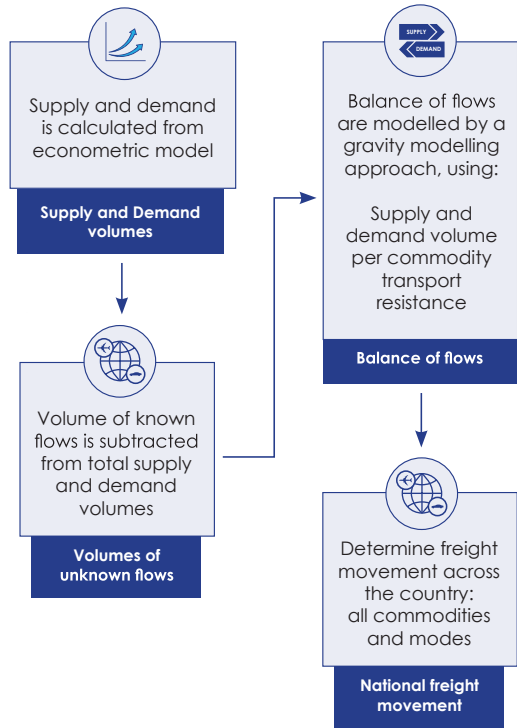 Supply and demand
is calculated from
econometric model
Supply and Demand
volumes
Volume of known
flows is subtracted
from total supply
and demand
volumes
Volumes of
unknown flows
SUPPLY
DEMAND
Balance of flows
are modelled by a
gravity modelling
approach, using:
Supply and
demand volume
per commodity
transport
resistance
Balance of flows
Determine freight
movement across
the country:
all commodities
and modes
National freight
movement